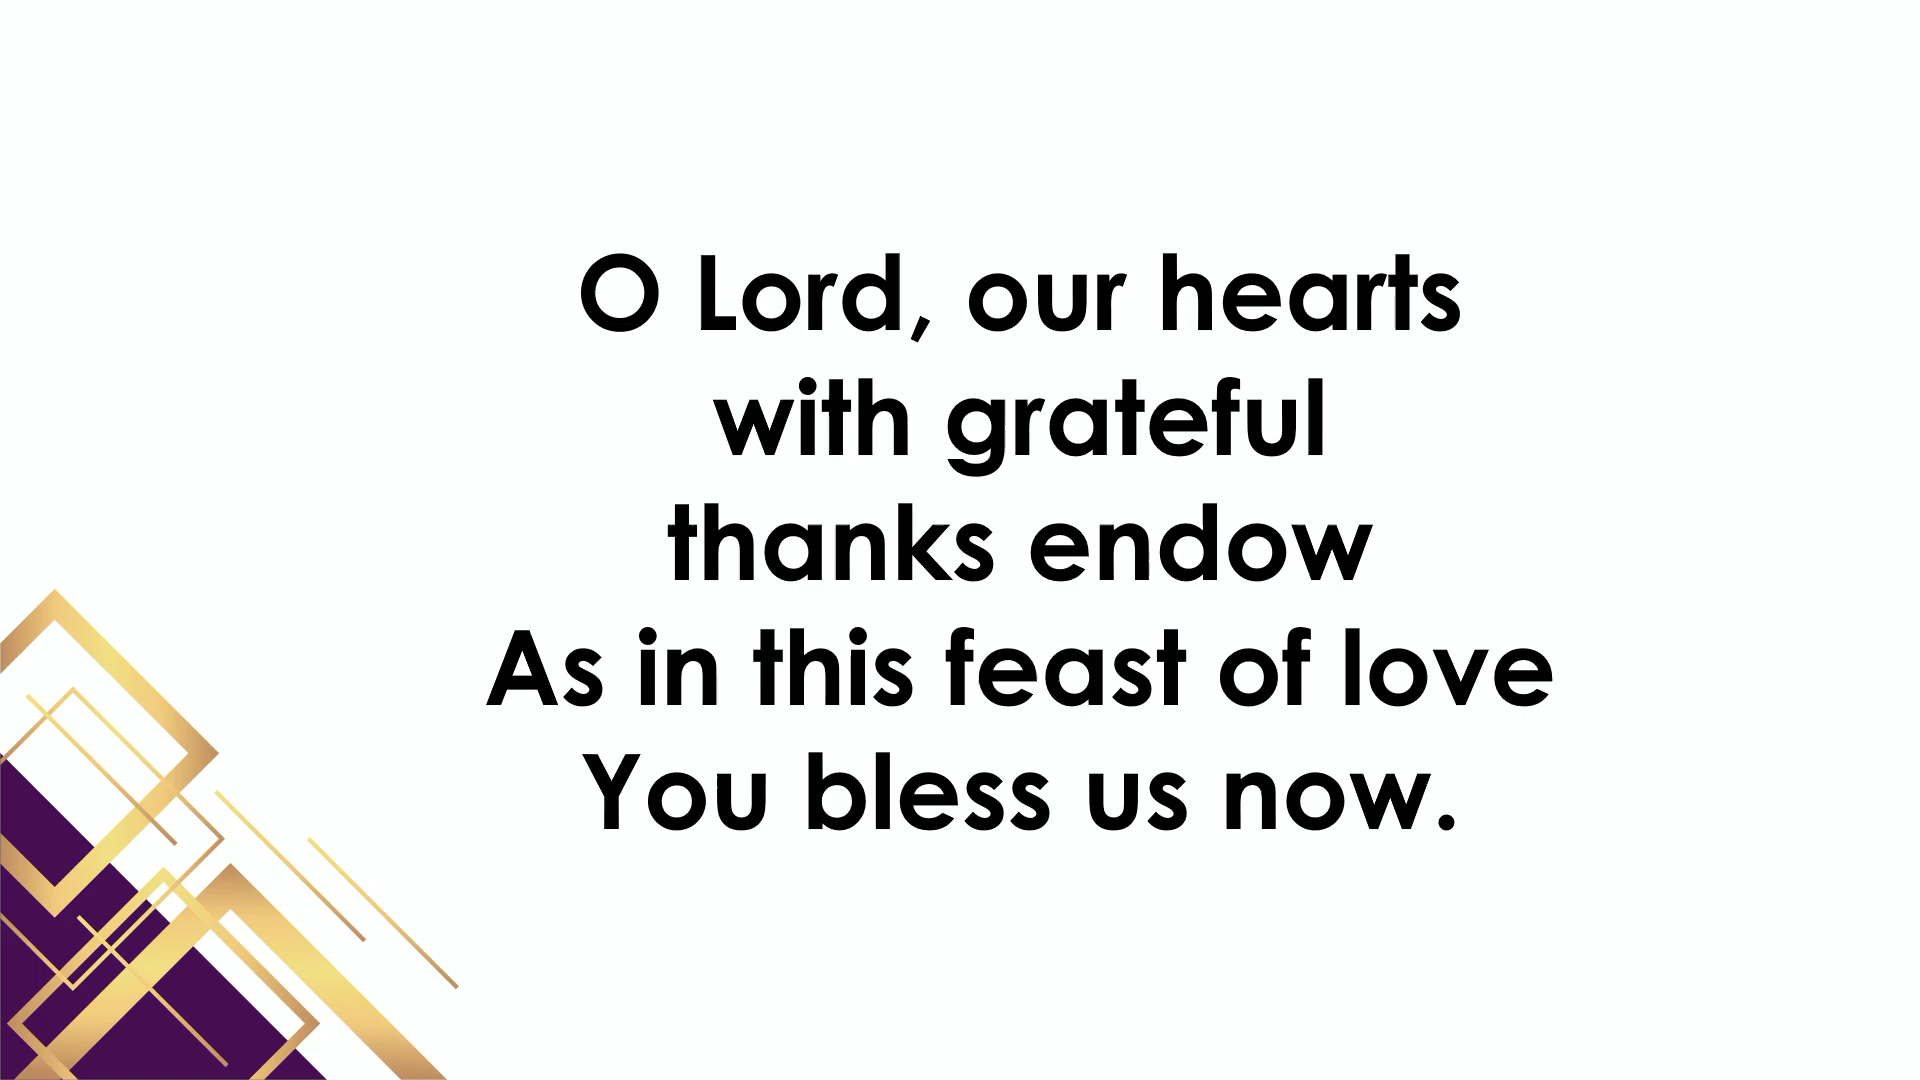 O Lord, our hearts
with grateful
thanks endow
As in this feast of love
You bless us now.